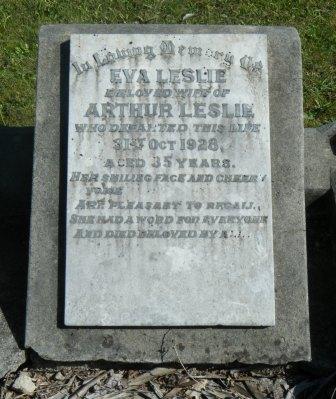 In Loving Memory Of
EVA LESLIE
BELOVED WIFE OF
ARTHUR LESLIE
WHO DEPARTED THIS LIFE
31ST OCT 1928,
AGED 35 YEARS.
HER SMILING FACE AND CHEERY
VOICE
ARE PLEASANT TO RECALL,
SHE HAD A WORD FOR EVERYONE
AND DIED BELOVED BY ALL.